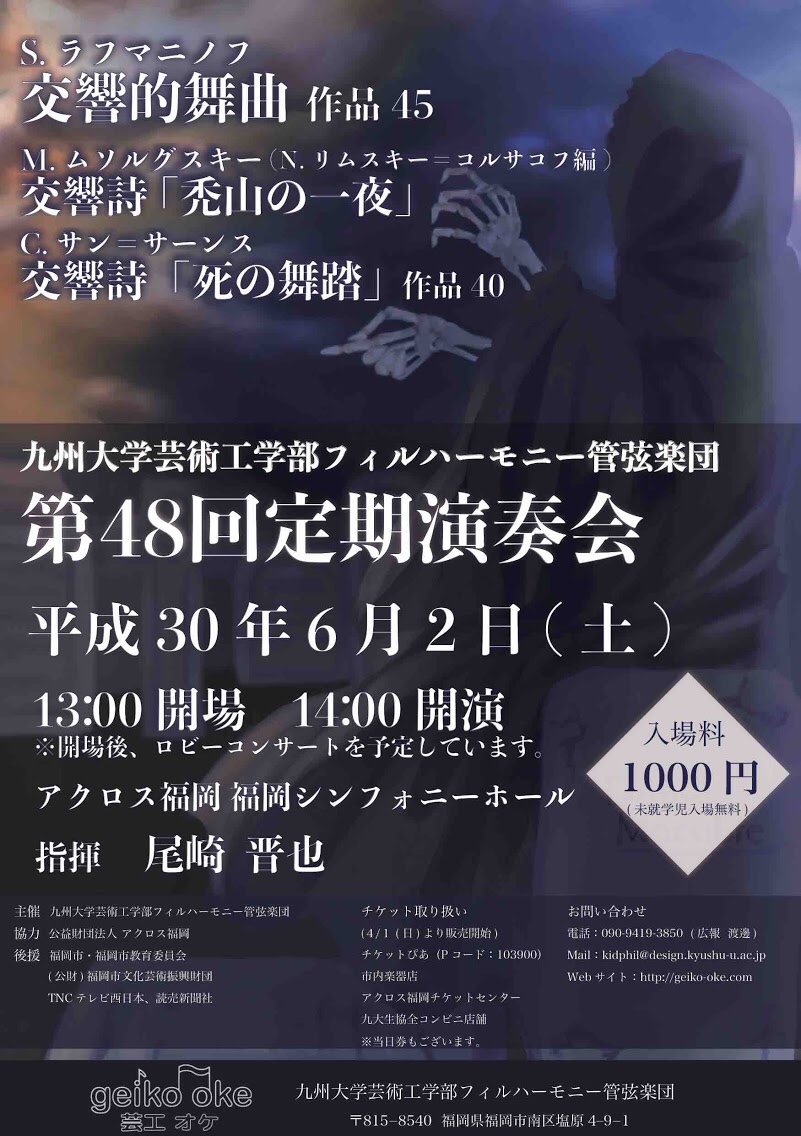 S. ラフマニノフ
交響的舞曲 作品 45
M. ムソルグスキー（N. リムスキー＝コルサコフ編）
交響詩「禿山の一夜」
C. サン＝サーンス
交響詩「死の舞踏」作品 40
九州大学芸術工学部フィルハーモニー管弦楽団
第48回定期演奏会
平成 30 年 6 月 2 日（土）
13:00 開場　14:00 開演
※開場後、ロビーコンサートを予定しています。
アクロス福岡 福岡シンフォニーホール
指揮　尾崎 晋也
入場料
1000 円
(未就学児入場無料)
主催 九州大学芸術工学部フィルハーモニー管弦楽団
協力 公益財団法人 アクロス福岡
後援 福岡市・福岡市教育委員会
(公財) 福岡市文化芸術振興財団
TNC テレビ西日本、読売新聞社
チケット取り扱い
(4/1 (日) より販売開始)
チケットぴあ（P コード：103900）
市内楽器店
アクロス福岡チケットセンター
九大生協全コンビニ店舗
※当日券もございます。
お問い合わせ
電話：090-9419-3850（広報 渡邊）
Mail：kidphil@design.kyushu-u.ac.jp
Web サイト：http://geiko-oke.com
geiko oke
芸工 オケ
九州大学芸術工学部フィルハーモニー管弦楽団
〒815-8540 福岡県福岡市南区塩原 4-9-1